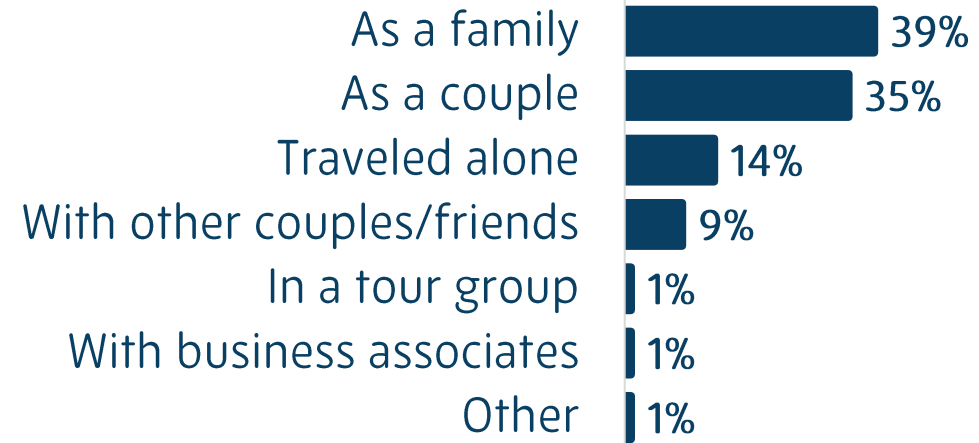 As a family 39%
As a couple 35%
Traveled alone 14%
With other couples/friends 9%
In a tour group 1%
With business associates 1%
Other 1%